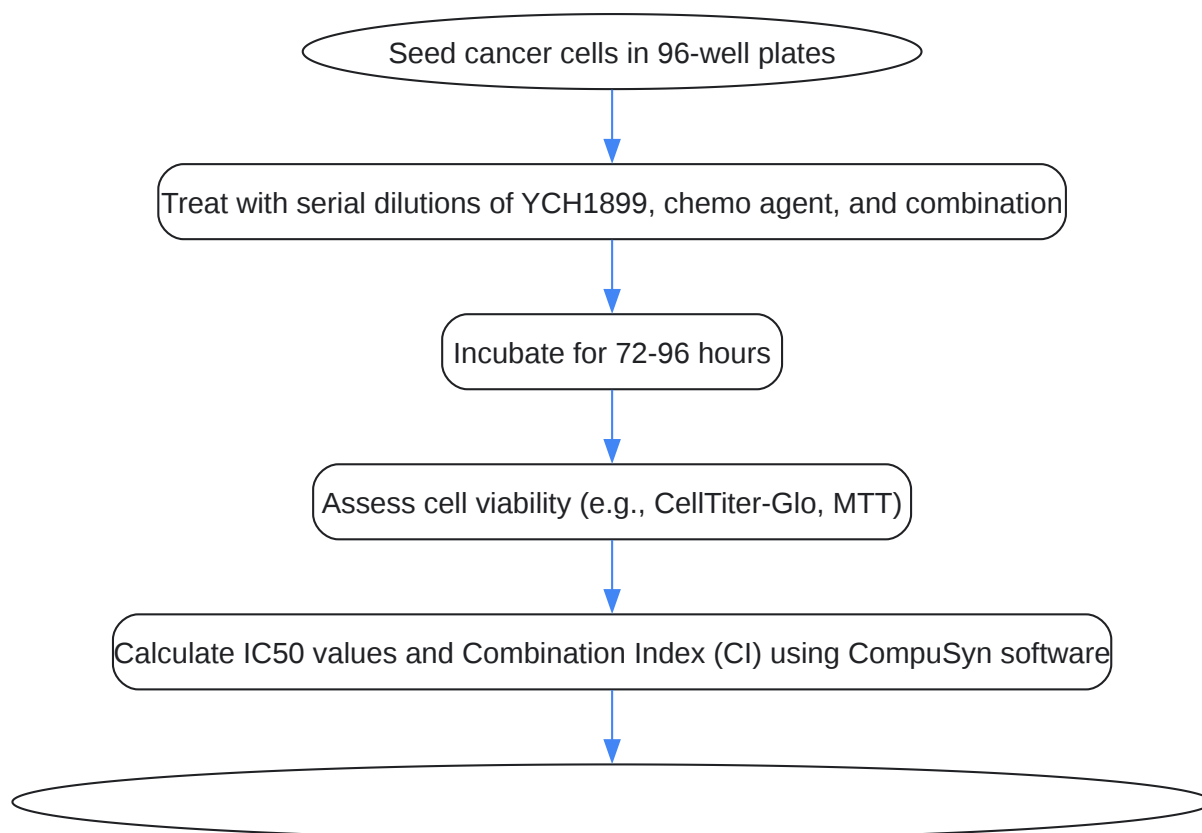 Seed cancer cells in 96-well plates
Treat with serial dilutions of YCH1899, chemo agent, and combination
Incubate for 72-96 hours
Assess cell viability (e.g., CellTiter-Glo, MTT)
Calculate IC50 values and Combination Index (CI) using CompuSyn software